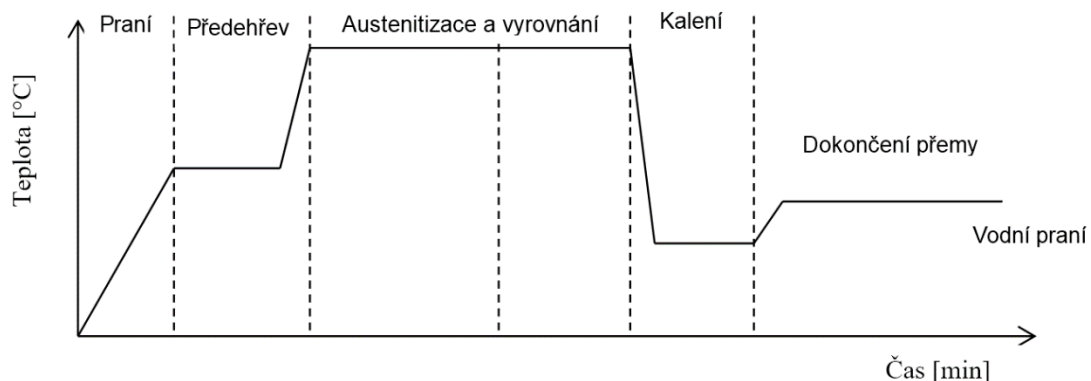 Praní
Předehřev
Austenitizace a vyrovnání
Kalení
Teplota [°C]
Dokončení přemy
Vodní praní
Čas [min]